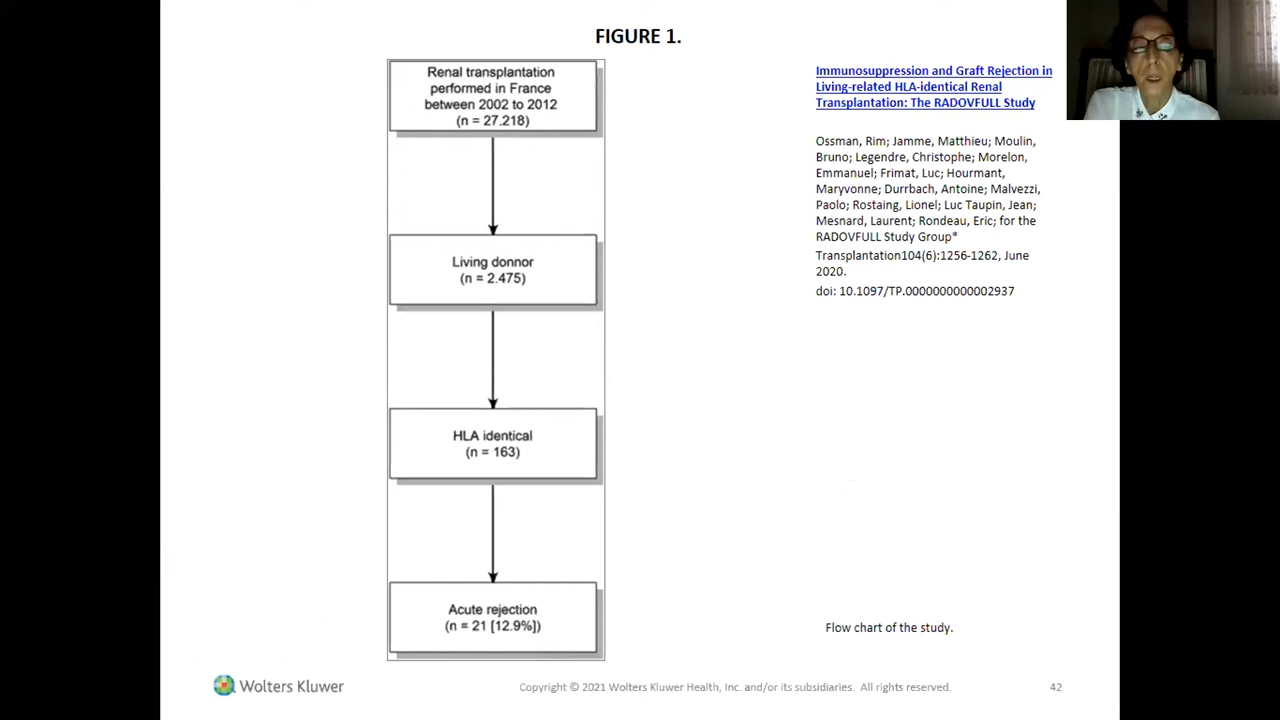 FIGURE 1.
Renal transplantation
performed in France
between 2002 to 2012
(n = 27.218)
Living donnor
(n = 2.475)
HLA identical
(n = 163)
Acute rejection
(n = 21 [12.9%])
Immunosuppression and Graft Rejection in
Living-related HLA-identical Renal
Transplantation: The RADOVFULL Study
Ossman, Rim; Jamme, Matthieu; Moulin,
Bruno; Legendre, Christophe; Morelon,
Emmanuel; Frimat, Luc; Hourmant,
Maryvonne; Durrbach, Antoine; Malvezzi,
Paolo; Rostaing, Lionel; Luc Taupin, Jean;
Mesnard, Laurent; Rondeau, Eric; for the
RADOVFULL Study Group*
Transplantation104(6):1256-1262, June
2020.
doi: 10.1097/TP.0000000000002937
Flow chart of the study.
Wolters Kluwer
Copyright © 2021 Wolters Kluwer Health, Inc. and/or its subsidiaries. All rights reserved.
42